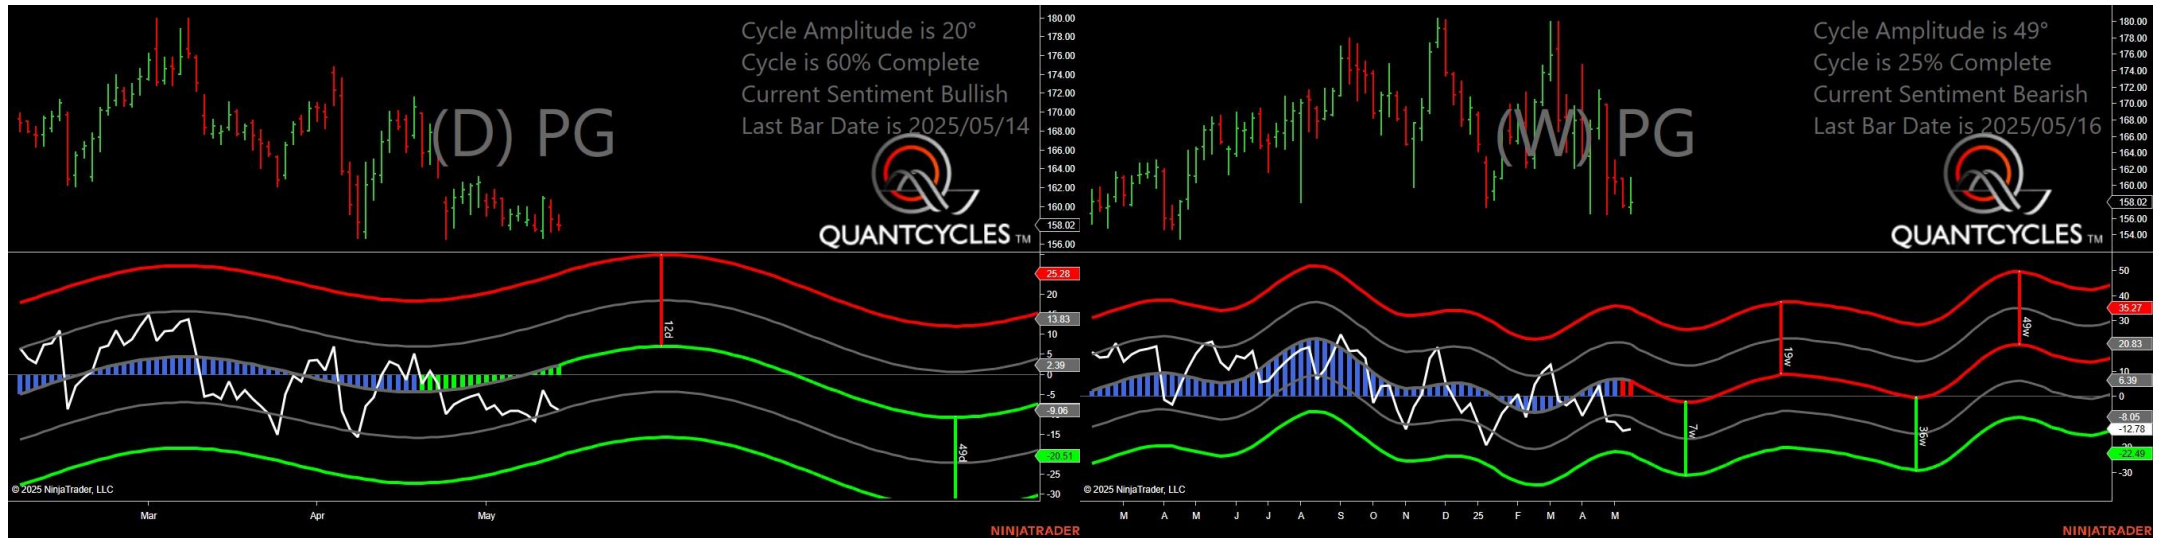 Cycle Amplitude is 20°
Cycle is 60% Complete
Current Sentiment Bullish
Last Bar Date is 2025/05/14
(D) PG
QUANTCYCLES TM
180.00
178.00
176.00
174.00
172.00
170.00
168.00
166.00
164.00
162.00
160.00
158.02
156.00
25.28
20
13.83
10
5
2.39
0
-5
-9.06
-15
-20.51
-25
-30
12d
49d
© 2025 NinjaTrader, LLC
Mar
Apr
May
NINJATRADER
Cycle Amplitude is 49°
Cycle is 25% Complete
Current Sentiment Bearish
Last Bar Date is 2025/05/16
(W) PG
QUANTCYCLES TM
180.00
178.00
176.00
174.00
172.00
170.00
168.00
166.00
164.00
162.00
160.00
158.02
156.00
154.00
50
40
35.27
30
20.83
10
6.39
0
-8.05
-12.78
-22.49
-30
7w
19w
36w
49w
© 2025 NinjaTrader, LLC
M A M J J A S O N D 25 F M A M
NINJATRADER